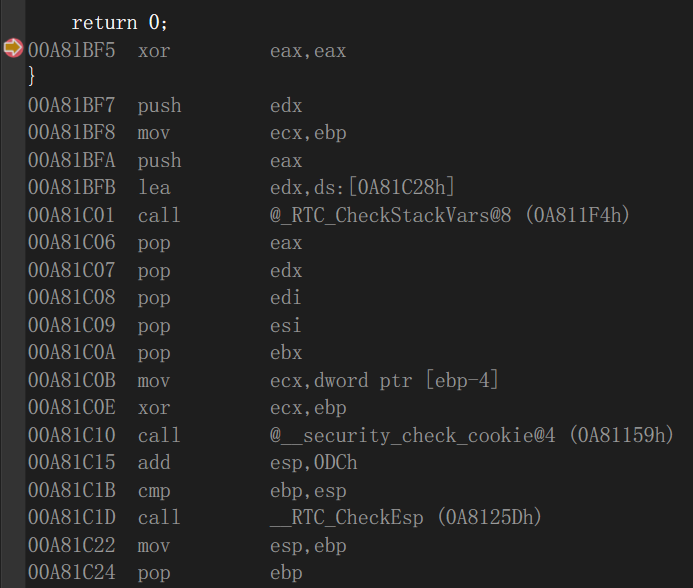 return 0;
00A81BF5 xor eax,eax
}
00A81BF7 push edx
00A81BF8 mov ecx,ebp
00A81BFA push eax
00A81BFB lea edx,ds:[0A81C28h]
00A81C01 call @_RTC_CheckStackVars@8 (0A811F4h)
00A81C06 pop eax
00A81C07 pop edx
00A81C08 pop edi
00A81C09 pop esi
00A81C0A pop ebx
00A81C0B mov ecx,dword ptr [ebp-4]
00A81C0E xor ecx,ebp
00A81C10 call @__security_check_cookie@4 (0A81159h)
00A81C15 add esp,0DCh
00A81C1B cmp ebp,esp
00A81C1D call __RTC_CheckEsp (0A8125Dh)
00A81C22 mov esp,ebp
00A81C24 pop ebp